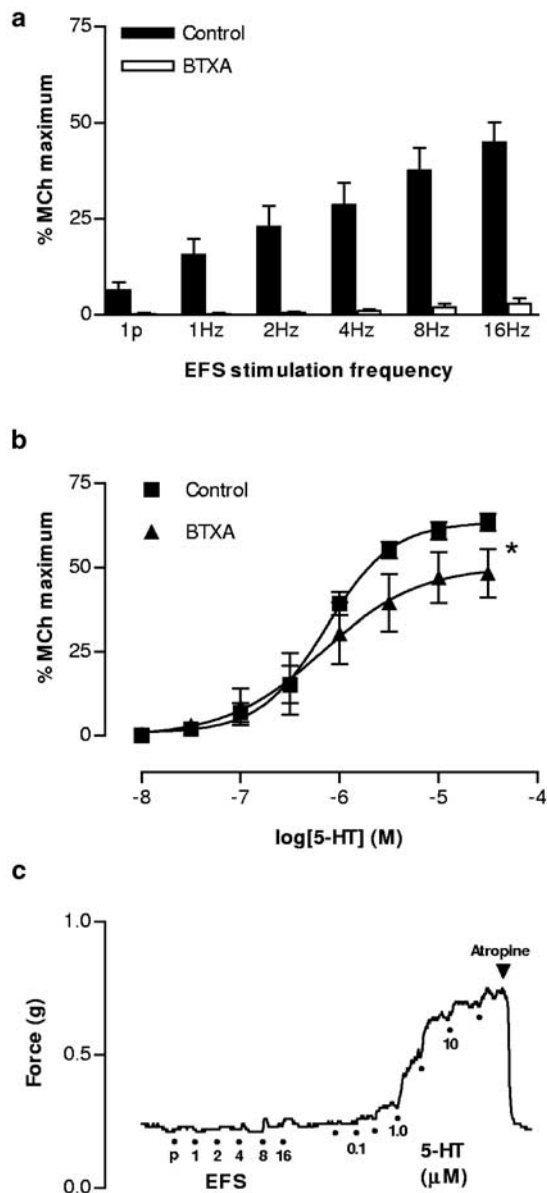 a
75
Control
BTXA
50
25
0
% MCh maximum
1p 1Hz 2Hz 4Hz 8Hz 16Hz
EFS stimulation frequency
b
75
Control
BTXA
*
50
25
0
% MCh maximum
-8 -7 -6 -5 -4
log[5-HT] (M)
c
1.0
Atropine
Force (g)
0.5
10
1.0
0.1
p 1 2 4 8 16
5-HT
EFS
(μM)
0.0